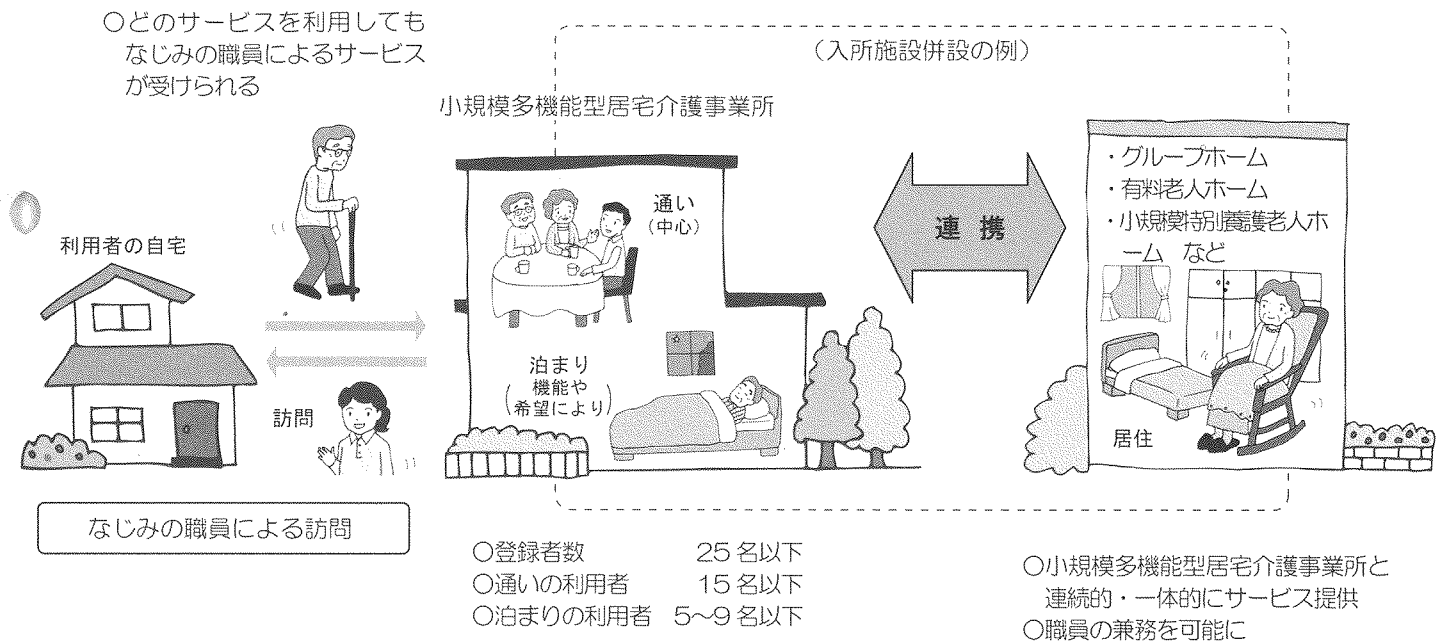 ○どのサービスを利用しても
なじみの職員によるサービス
が受けられる
(入所施設併設の例)
小規模多機能型居宅介護事業所
利用者の自宅
訪問
なじみの職員による訪問
通い
(中心)
泊まり
(機能や
希望により)
連 携
・グループホーム
・有料老人ホーム
・小規模特別養護老人ホ
ーム など
居住
○登録者数 25名以下
○通いの利用者 15名以下
○泊まりの利用者 5~9名以下
○小規模多機能型居宅介護事業所と
連続的・一体的にサービス提供
○職員の兼務を可能に